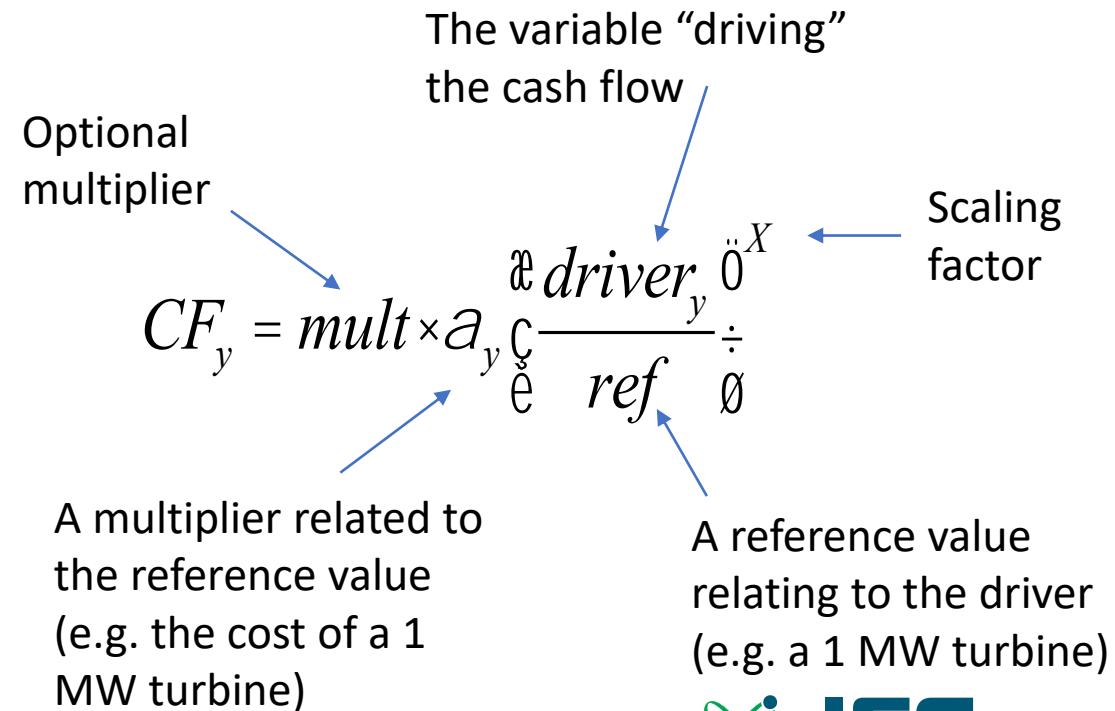 The variable “driving”
the cash flow
Optional
multiplier
Scaling
factor
CF_y = mult × a_y æ driver_y ö^X
ç ÷
è ref ø
A multiplier related to
the reference value
(e.g. the cost of a 1
MW turbine)
A reference value
relating to the driver
(e.g. a 1 MW turbine)